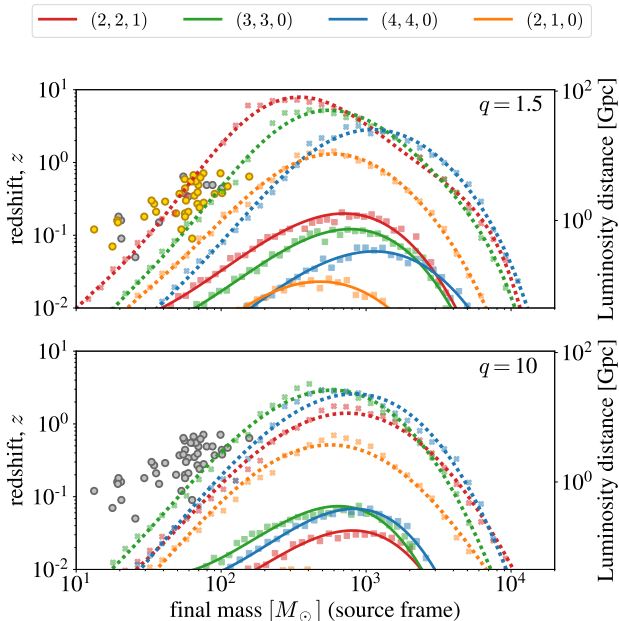 (2, 2, 1) (3, 3, 0) (4, 4, 0) (2, 1, 0)
10^1 10^2
q = 1.5
10^0
redshift, z
Luminosity distance [Gpc]
10^0
10^-1
10^-2
10^1 10^2
q = 10
10^0
redshift, z
Luminosity distance [Gpc]
10^0
10^-1
10^-2
10^1 10^2 10^3 10^4
final mass [M_⊙] (source frame)